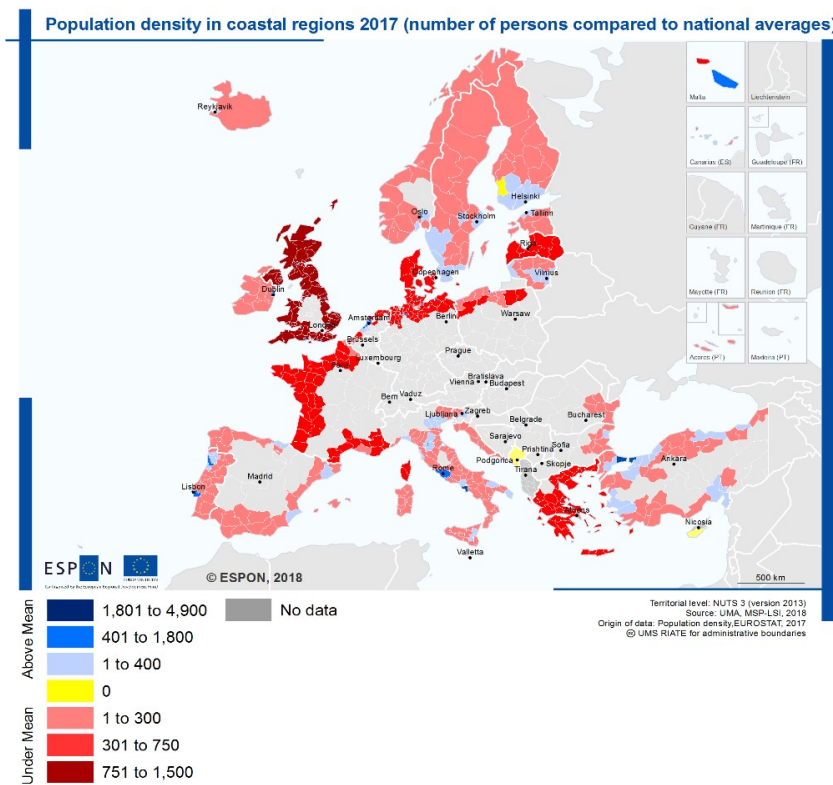 Population density in coastal regions 2017 (number of persons compared to national averages)
Reykjavik
Malta
Liechtenstein
Canarias (ES)
Guadeloupe (FR)
Guyane (FR)
Martinique (FR)
Mayotte (FR)
Reunion (FR)
Acores (PT)
Madeira (PT)
Helsinki
Oslo
Stockholm
Tallinn
Riga
Copenhagen
Vilnius
Dublin
London
Amsterdam
Berlin
Warsaw
Brussels
Paris
Luxembourg
Prague
Bratislava
Vienna
Budapest
Bern
Vaduz
Ljubljana
Zagreb
Belgrade
Bucharest
Sarajevo
Prishtina
Sofia
Podgorica
Skopje
Tirana
Rome
Ankara
Madrid
Lisbon
Athens
Nicosia
Valletta
ESPON
© ESPON, 2018
500 km
Territorial level: NUTS 3 (version 2013)
Source: UMA, MSP-LSI, 2018
Origin of data: Population density,EUROSTAT, 2017
© UMS RIATE for administrative boundaries
Above Mean
1,801 to 4,900
No data
401 to 1,800
1 to 400
0
Under Mean
1 to 300
301 to 750
751 to 1,500